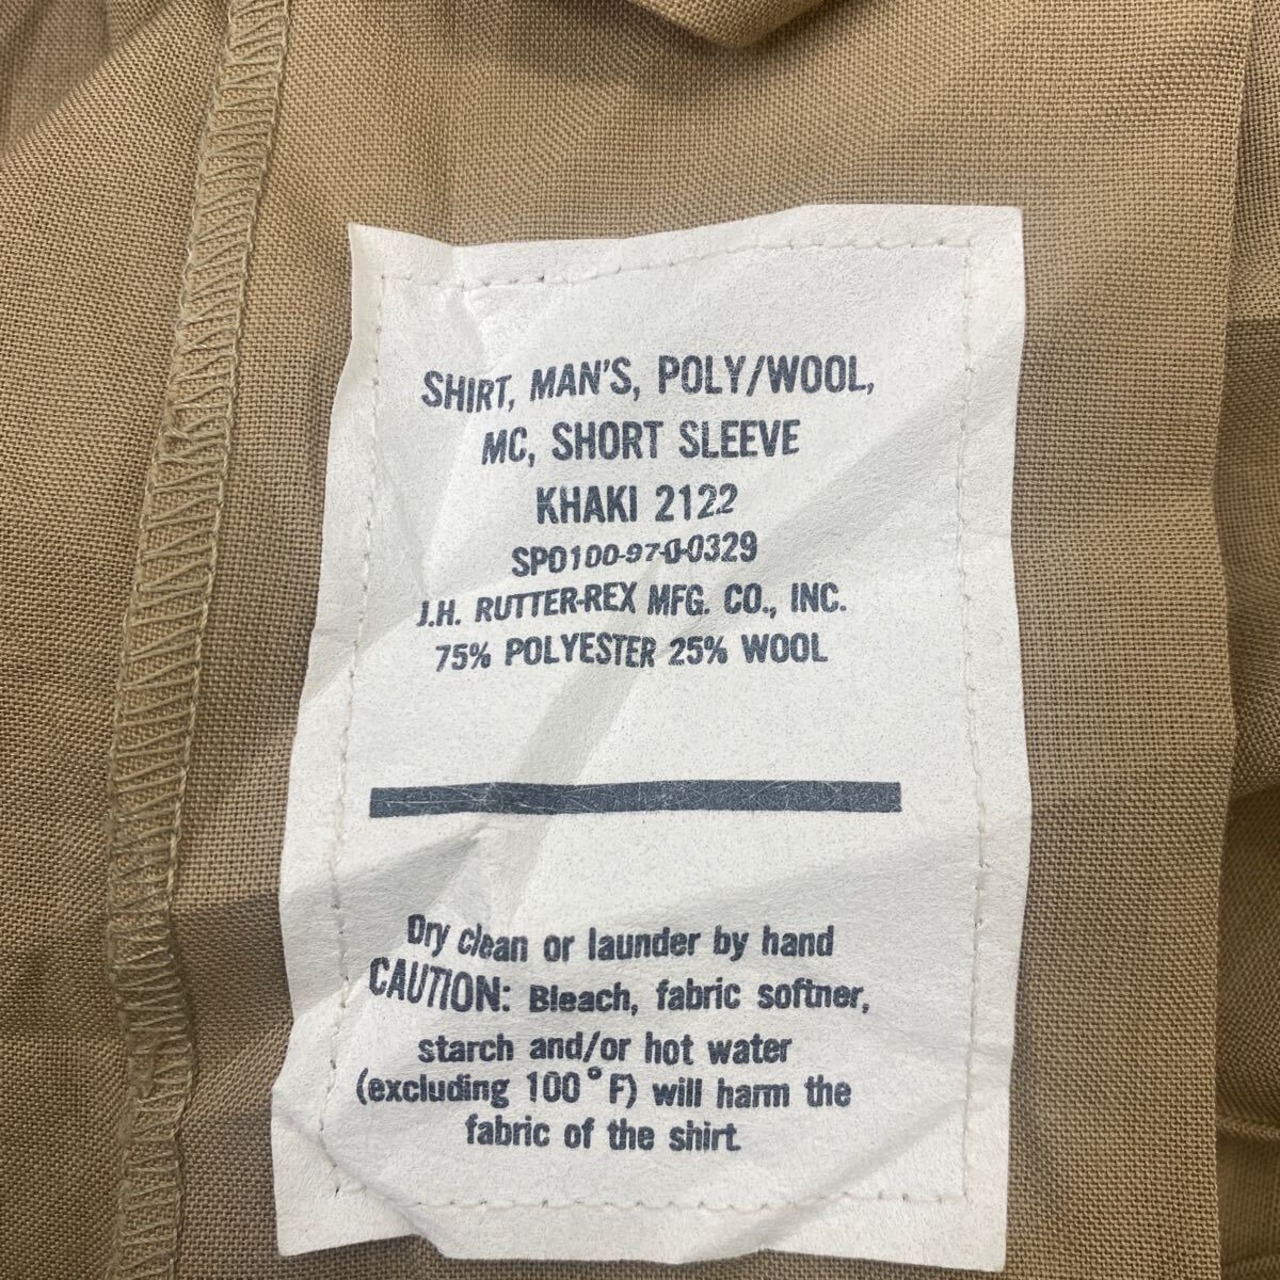 SHIRT, MAN'S, POLY/WOOL,
MC, SHORT SLEEVE
KHAKI 2122
SPO100-97-D-0329
J.H. RUTTER-REX MFG. CO., INC.
75% POLYESTER 25% WOOL
Dry clean or launder by hand
CAUTION: Bleach, fabric softner,
starch and/or hot water
(excluding 100°F) will harm the
fabric of the shirt